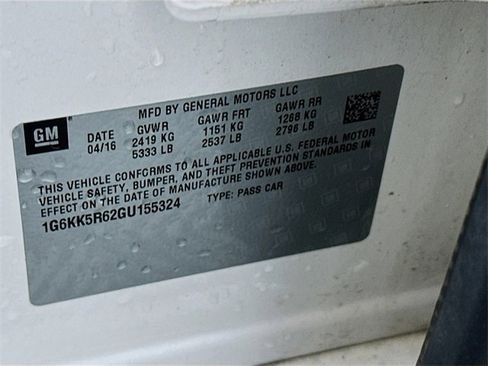 MFD BY GENERAL MOTORS LLC
GM
DATE GVWR GAWR FRT GAWR RR
04/16 2419 KG 1151 KG 1268 KG
5333 LB 2537 LB 2796 LB
THIS VEHICLE CONFORMS TO ALL APPLICABLE U.S. FEDERAL MOTOR
VEHICLE SAFETY, BUMPER, AND THEFT PREVENTION STANDARDS IN
EFFECT ON THE DATE OF MANUFACTURE SHOWN ABOVE.
1G6KK5R62GU155324 TYPE: PASS CAR